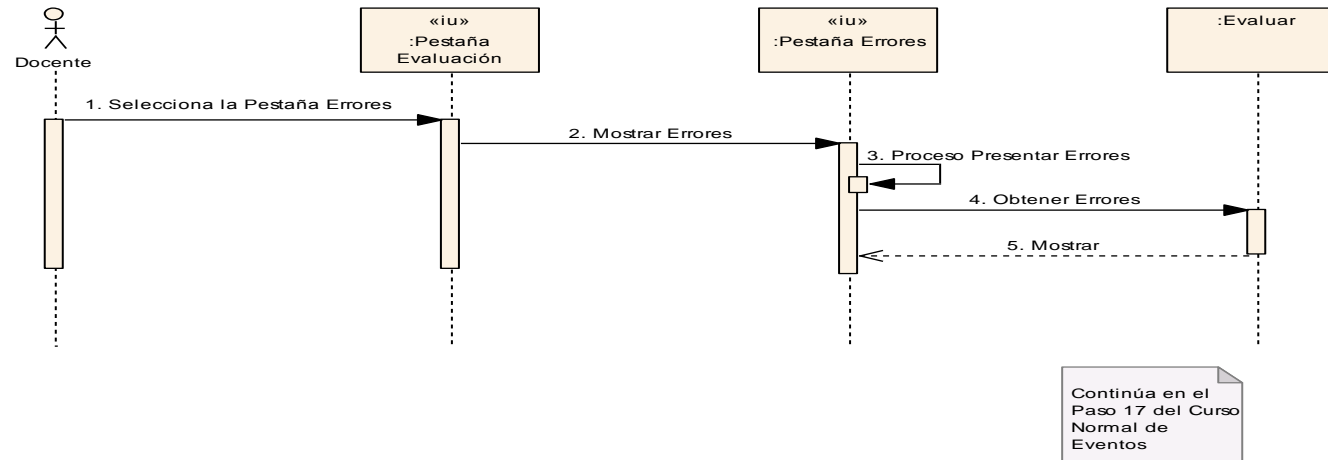 Docente
«iu»
:Pestaña
Evaluación
«iu»
:Pestaña Errores
:Evaluar
1. Selecciona la Pestaña Errores
2. Mostrar Errores
3. Proceso Presentar Errores
4. Obtener Errores
5. Mostrar
Continúa en el
Paso 17 del Curso
Normal de
Eventos